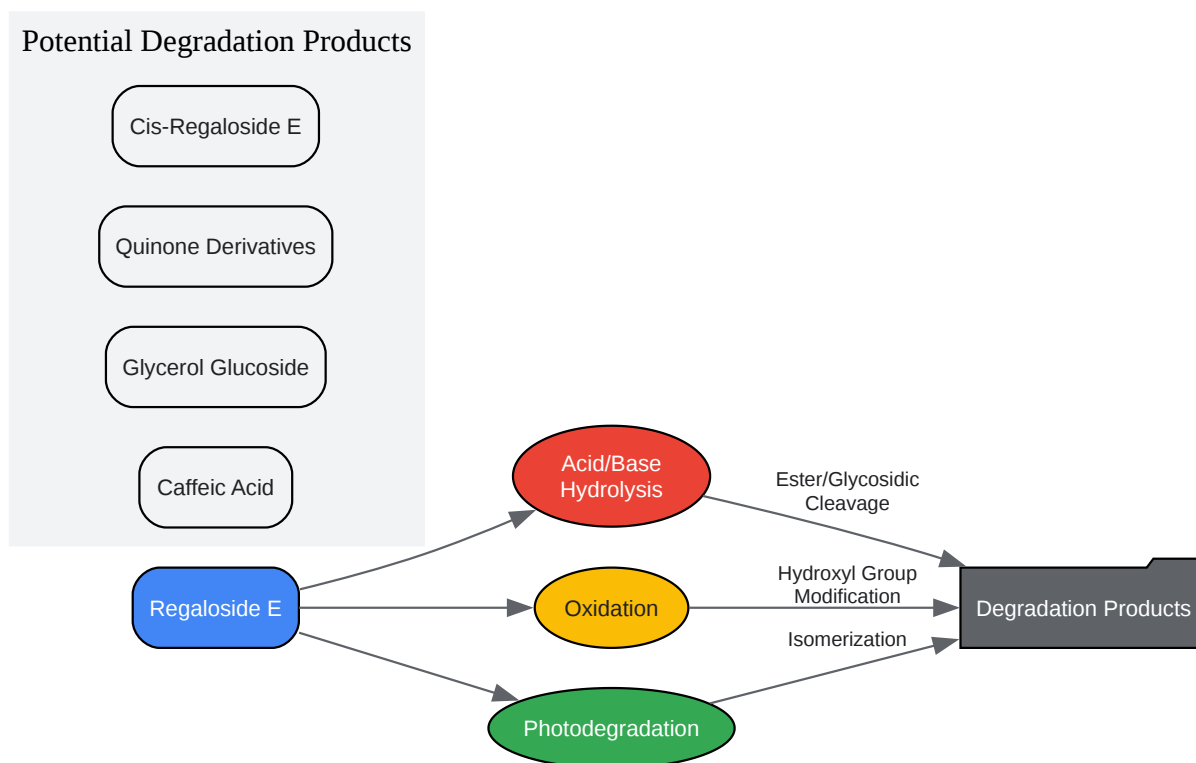 Potential Degradation Products
Cis-Regaloside E
Quinone Derivatives
Glycerol Glucoside
Caffeic Acid
Regaloside E
Acid/Base
Hydrolysis
Oxidation
Photodegradation
Ester/Glycosidic
Cleavage
Hydroxyl Group
Modification
Isomerization
Degradation Products